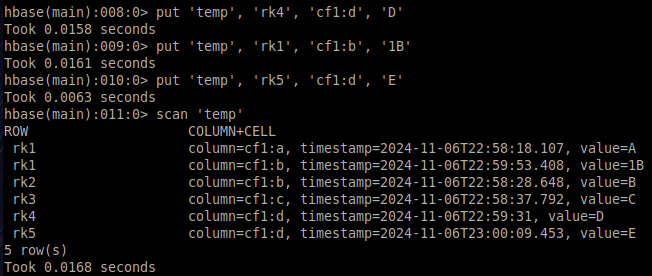 hbase(main):008:0> put 'temp', 'rk4', 'cf1:d', 'D'
Took 0.0158 seconds
hbase(main):009:0> put 'temp', 'rk1', 'cf1:b', '1B'
Took 0.0161 seconds
hbase(main):010:0> put 'temp', 'rk5', 'cf1:d', 'E'
Took 0.0063 seconds
hbase(main):011:0> scan 'temp'
ROW COLUMN+CELL
rk1 column=cf1:a, timestamp=2024-11-06T22:58:18.107, value=A
rk1 column=cf1:b, timestamp=2024-11-06T22:59:53.408, value=1B
rk2 column=cf1:b, timestamp=2024-11-06T22:58:28.648, value=B
rk3 column=cf1:c, timestamp=2024-11-06T22:58:37.792, value=C
rk4 column=cf1:d, timestamp=2024-11-06T22:59:31, value=D
rk5 column=cf1:d, timestamp=2024-11-06T23:00:09.453, value=E
5 row(s)
Took 0.0168 seconds